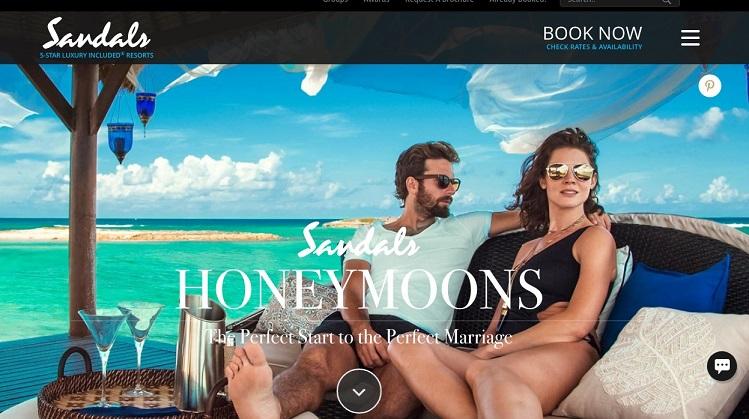 Groups Awards Request A Brochure Already Booked? Search...
Sandals
5-STAR LUXURY INCLUDED® RESORTS
BOOK NOW
CHECK RATES & AVAILABILITY
Sandals
HONEYMOONS
The Perfect Start to the Perfect Marriage